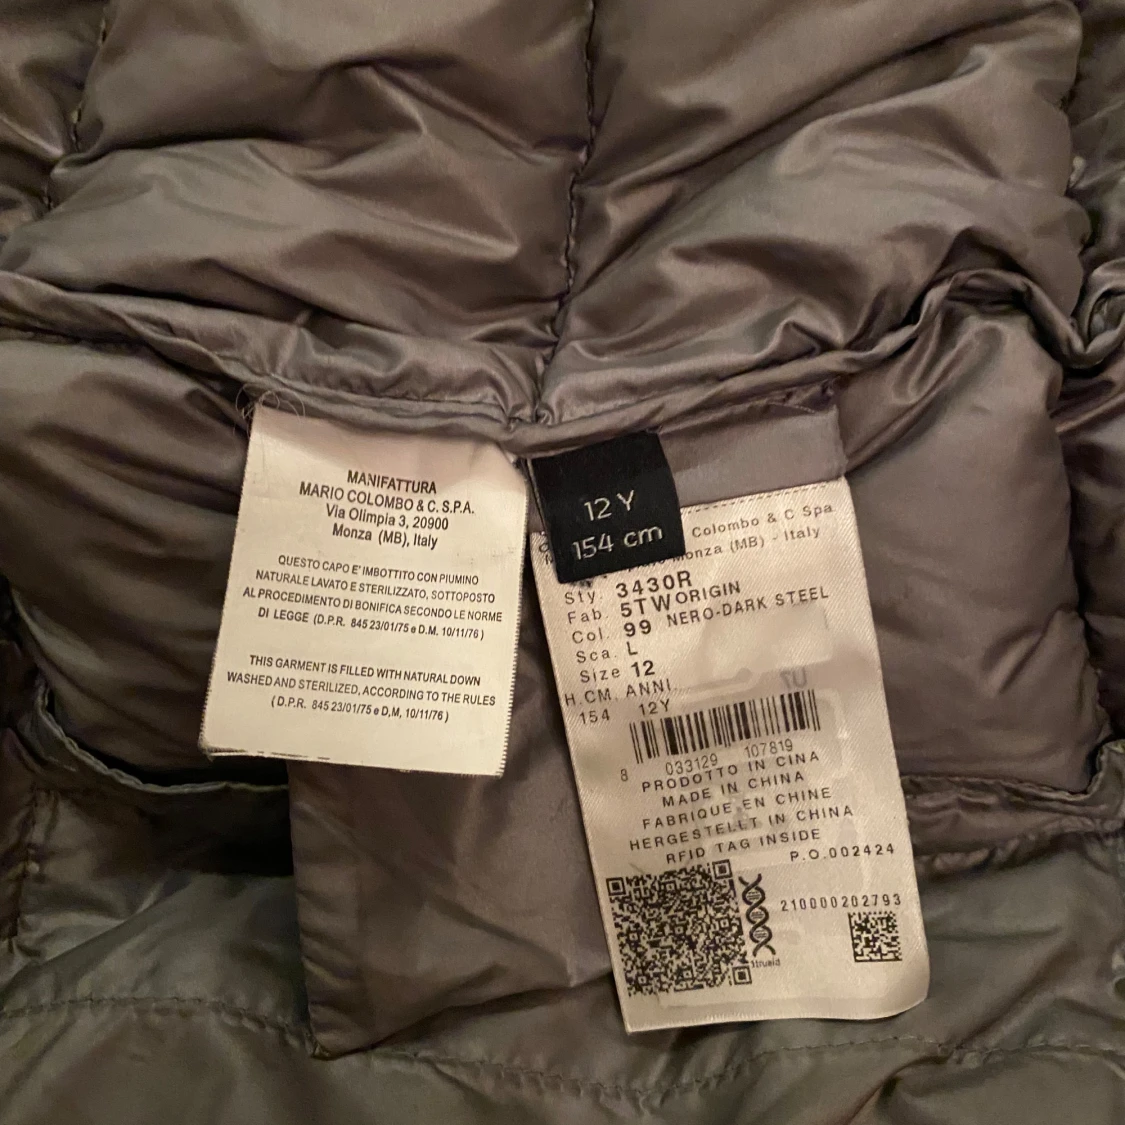 MANIFATTURA
MARIO COLOMBO & C. S.P.A.
Via Olimpia 3, 20900
Monza (MB), Italy
QUESTO CAPO E' IMBOTTITO CON PIUMINO
NATURALE LAVATO E STERILIZZATO, SOTTOPOSTO
AL PROCEDIMENTO DI BONIFICA SECONDO LE NORME
DI LEGGE (D.P.R. 845 23/01/75 e D.M. 10/11/76)
THIS GARMENT IS FILLED WITH NATURAL DOWN
WASHED AND STERILIZED, ACCORDING TO THE RULES
(D.P.R. 845 23/01/75 e D,M, 10/11/76)
12 Y
154 cm
Colombo & C Spa
Monza (MB) - Italy
Sty. 3430R
Fab. 5TWORIGIN
Col. 99 NERO-DARK STEEL
Sca. L
Size 12
H.CM. ANNI
154 12Y
8 033129 107819
PRODOTTO IN CINA
MADE IN CHINA
FABRIQUE EN CHINE
HERGESTELLT IN CHINA
RFID TAG INSIDE
P.O.002424
210000202793